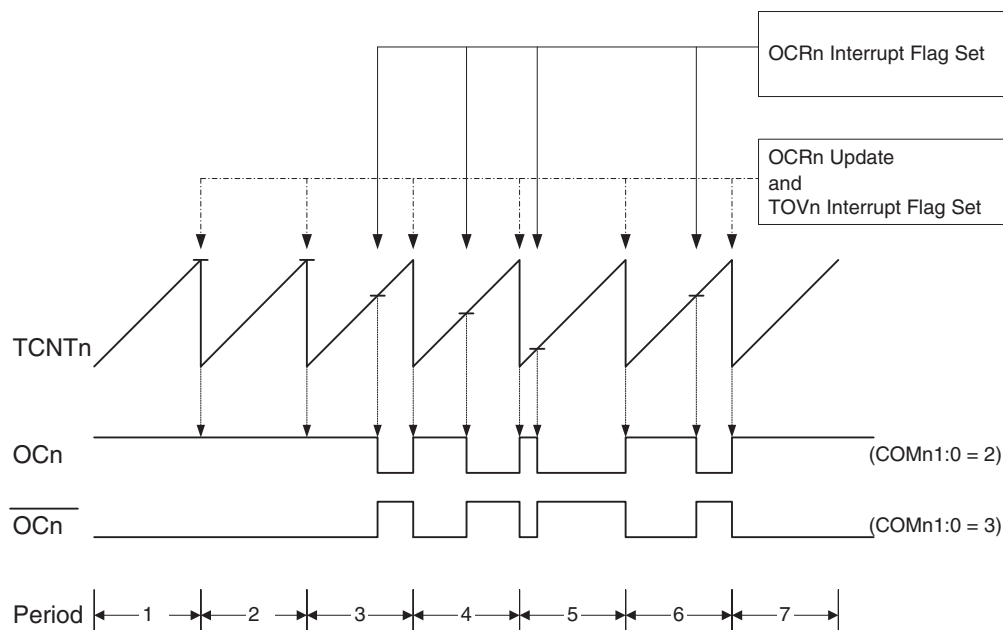 OCRn Interrupt Flag Set
OCRn Update
and
TOVn Interrupt Flag Set
TCNTn
OCn
(COMn1:0 = 2)
OCn
(COMn1:0 = 3)
Period
1
2
3
4
5
6
7